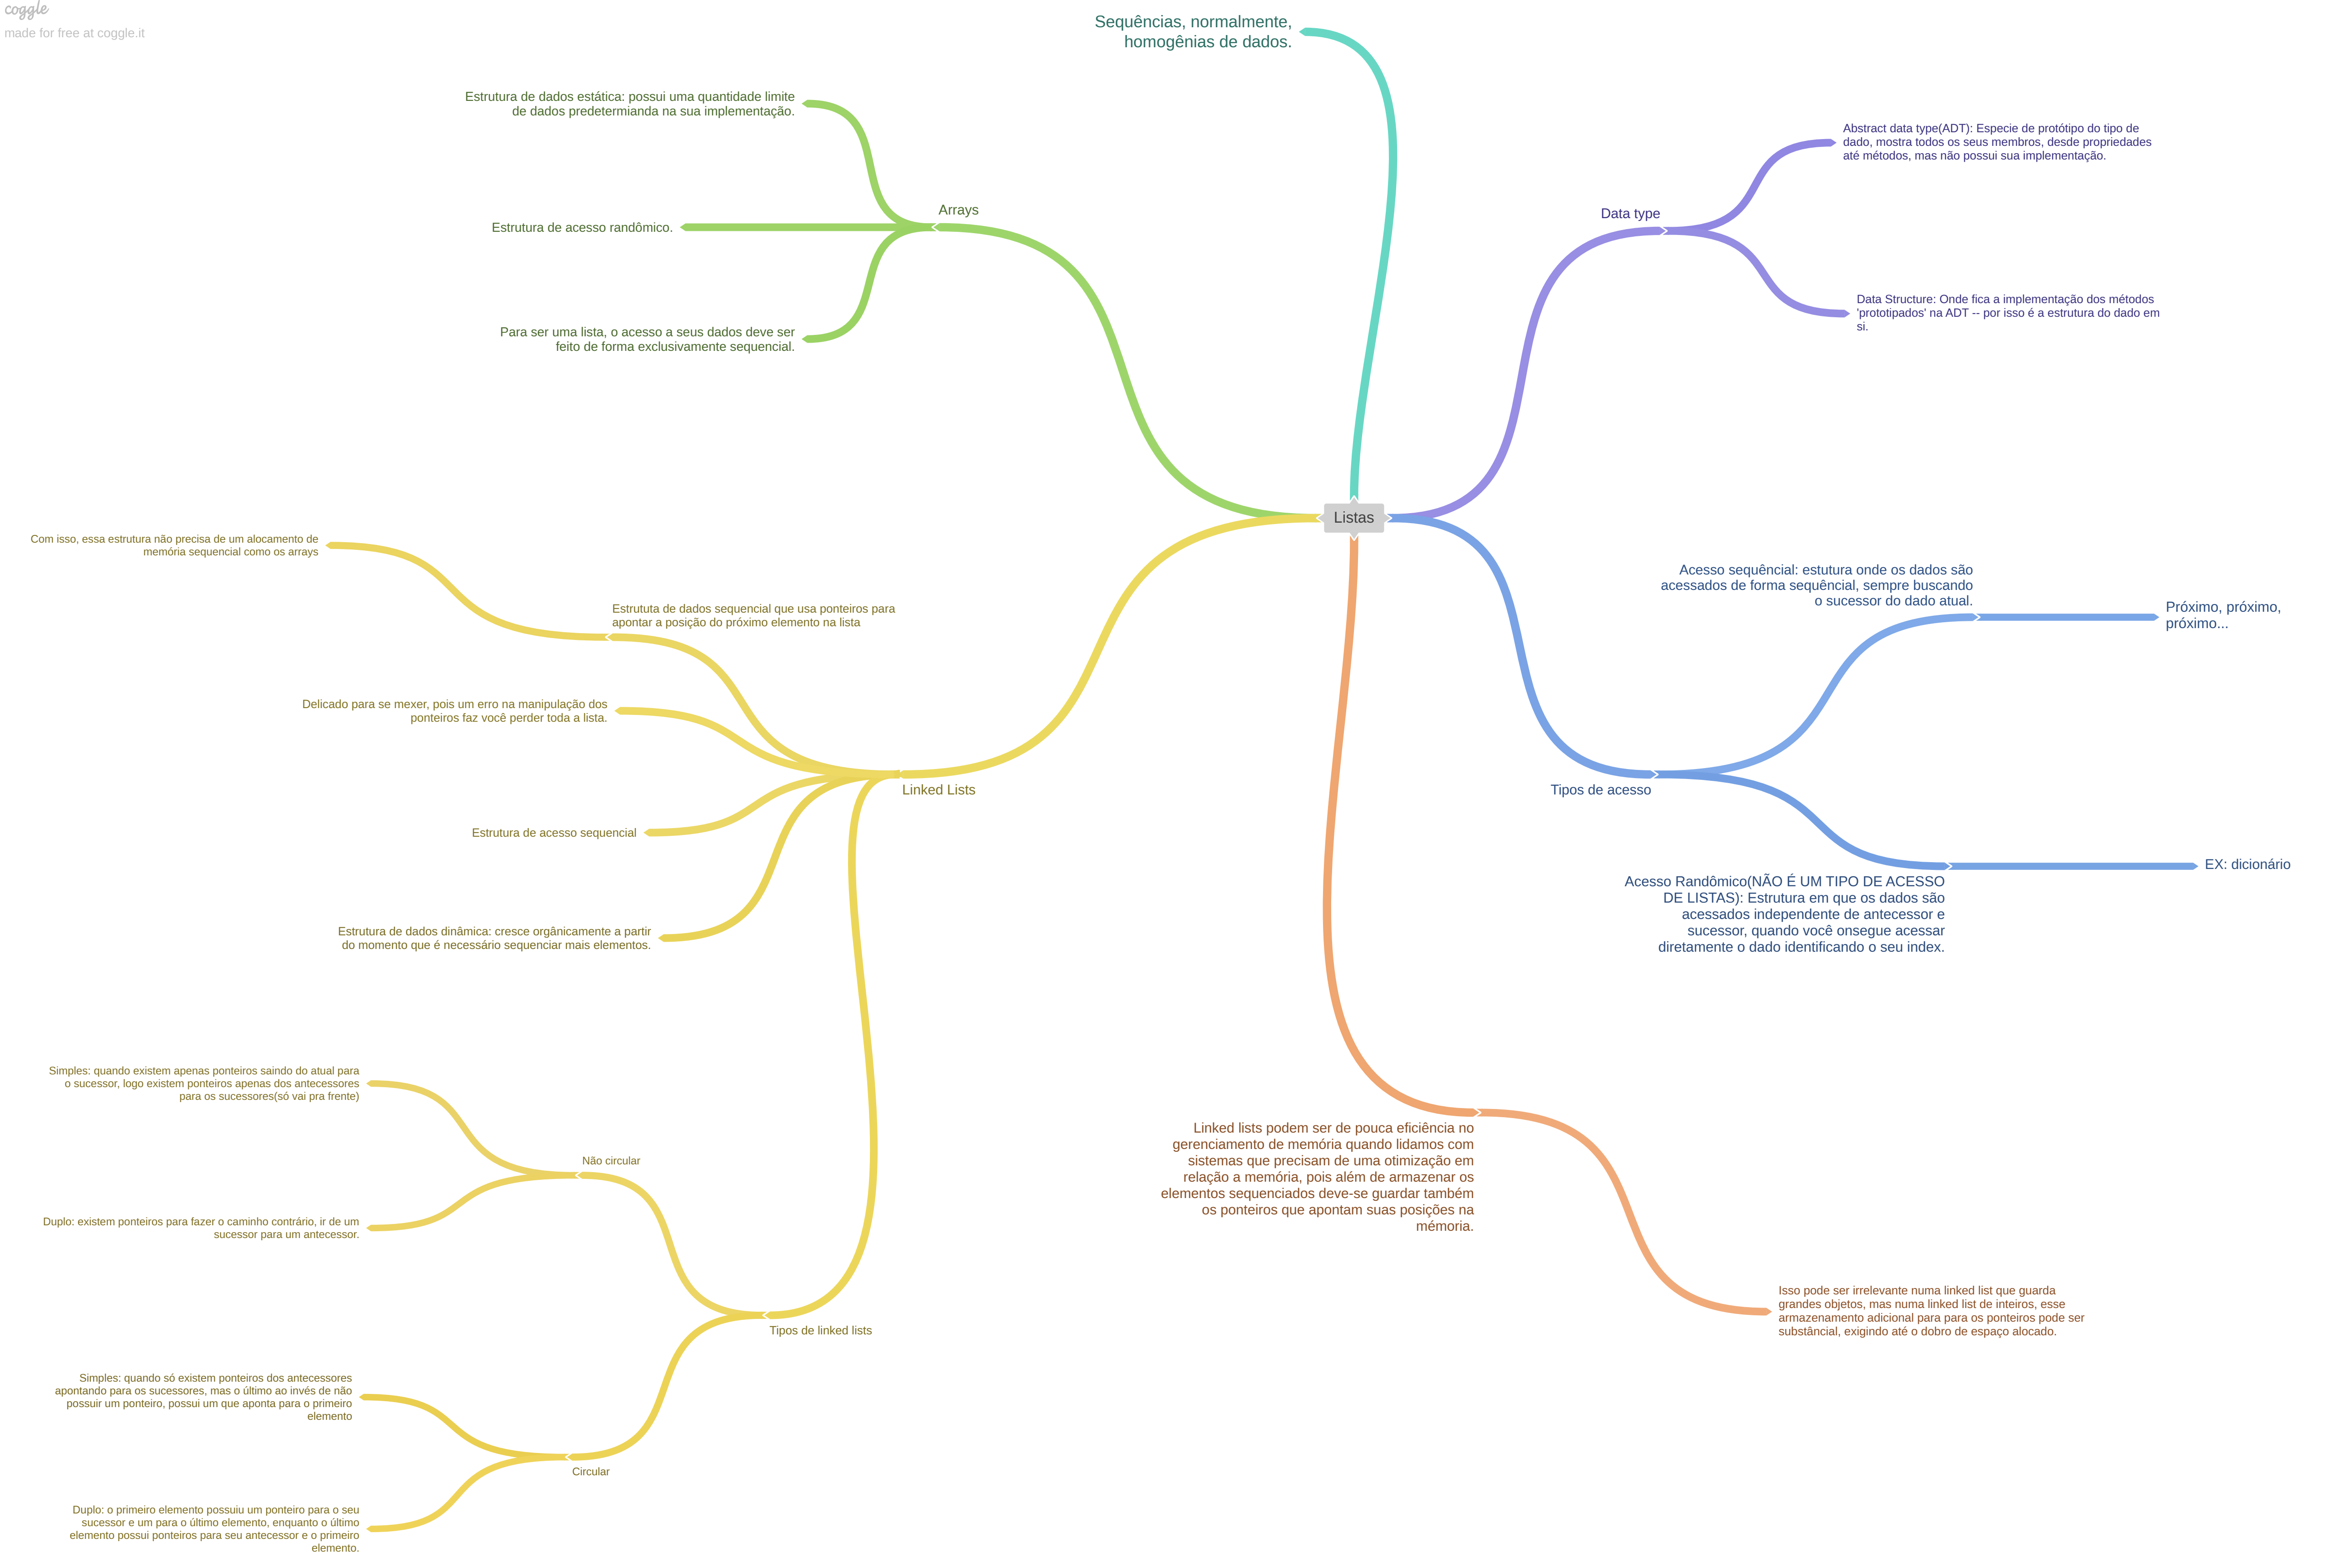 coggle
made for free at coggle.it
Sequências, normalmente,
homogênias de dados.
Estrutura de dados estática: possui uma quantidade limite
de dados predetermianda na sua implementação.
Arrays
Estrutura de acesso randômico.
Para ser uma lista, o acesso a seus dados deve ser
feito de forma exclusivamente sequencial.
Abstract data type(ADT): Especie de protótipo do tipo de
dado, mostra todos os seus membros, desde propriedades
até métodos, mas não possui sua implementação.
Data type
Data Structure: Onde fica a implementação dos métodos
'prototipados' na ADT -- por isso é a estrutura do dado em
si.
Listas
Com isso, essa estrutura não precisa de um alocamento de
memória sequencial como os arrays
Estrututa de dados sequencial que usa ponteiros para
apontar a posição do próximo elemento na lista
Delicado para se mexer, pois um erro na manipulação dos
ponteiros faz você perder toda a lista.
Linked Lists
Estrutura de acesso sequencial
Estrutura de dados dinâmica: cresce orgânicamente a partir
do momento que é necessário sequenciar mais elementos.
Acesso sequêncial: estutura onde os dados são
acessados de forma sequêncial, sempre buscando
o sucessor do dado atual.
Próximo, próximo,
próximo...
Tipos de acesso
EX: dicionário
Acesso Randômico(NÃO É UM TIPO DE ACESSO
DE LISTAS): Estrutura em que os dados são
acessados independente de antecessor e
sucessor, quando você onsegue acessar
diretamente o dado identificando o seu index.
Simples: quando existem apenas ponteiros saindo do atual para
o sucessor, logo existem ponteiros apenas dos antecessores
para os sucessores(só vai pra frente)
Não circular
Duplo: existem ponteiros para fazer o caminho contrário, ir de um
sucessor para um antecessor.
Tipos de linked lists
Simples: quando só existem ponteiros dos antecessores
apontando para os sucessores, mas o último ao invés de não
possuir um ponteiro, possui um que aponta para o primeiro
elemento
Circular
Duplo: o primeiro elemento possuiu um ponteiro para o seu
sucessor e um para o último elemento, enquanto o último
elemento possui ponteiros para seu antecessor e o primeiro
elemento.
Linked lists podem ser de pouca eficiência no
gerenciamento de memória quando lidamos com
sistemas que precisam de uma otimização em
relação a memória, pois além de armazenar os
elementos sequenciados deve-se guardar também
os ponteiros que apontam suas posições na
mémoria.
Isso pode ser irrelevante numa linked list que guarda
grandes objetos, mas numa linked list de inteiros, esse
armazenamento adicional para para os ponteiros pode ser
substâncial, exigindo até o dobro de espaço alocado.